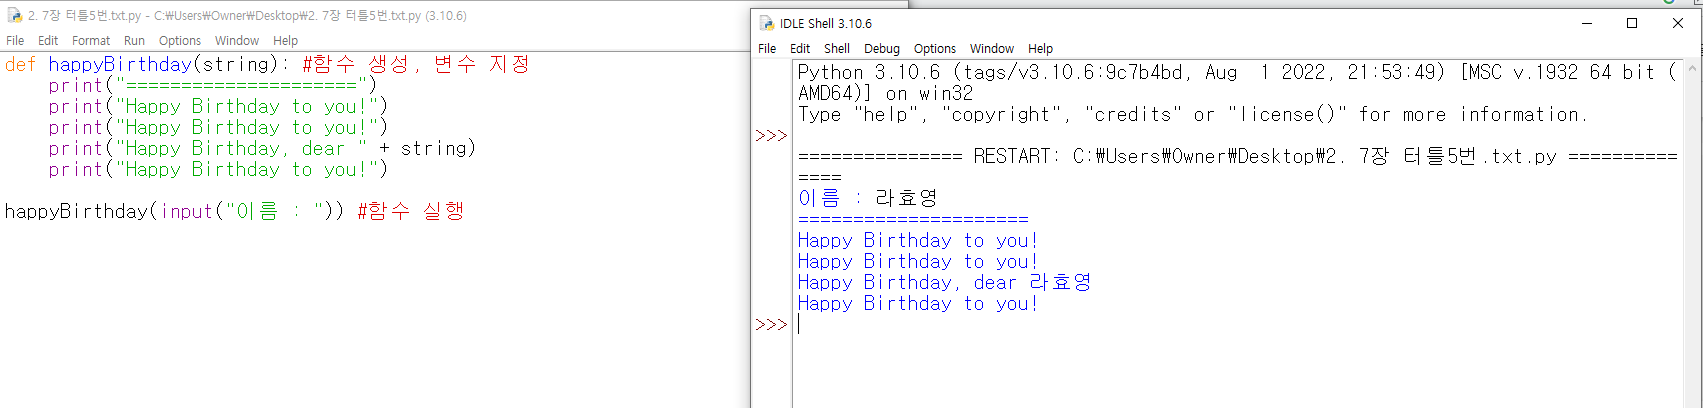 2. 7장 터틀5번.txt.py - C:₩Users₩Owner₩Desktop₩2. 7장 터틀5번.txt.py (3.10.6)
File Edit Format Run Options Window Help
def happyBirthday(string): #함수 생성, 변수 지정
    print("=====================")
    print("Happy Birthday to you!")
    print("Happy Birthday to you!")
    print("Happy Birthday, dear " + string)
    print("Happy Birthday to you!")
happyBirthday(input("이름 : ")) #함수 실행
IDLE Shell 3.10.6
File Edit Shell Debug Options Window Help
Python 3.10.6 (tags/v3.10.6:9c7b4bd, Aug  1 2022, 21:53:49) [MSC v.1932 64 bit (
AMD64)] on win32
Type "help", "copyright", "credits" or "license()" for more information.
>>>
=============== RESTART: C:₩Users₩Owner₩Desktop₩2. 7장 터틀5번.txt.py ==========
====
이름 : 라효영
=====================
Happy Birthday to you!
Happy Birthday to you!
Happy Birthday, dear 라효영
Happy Birthday to you!
>>>